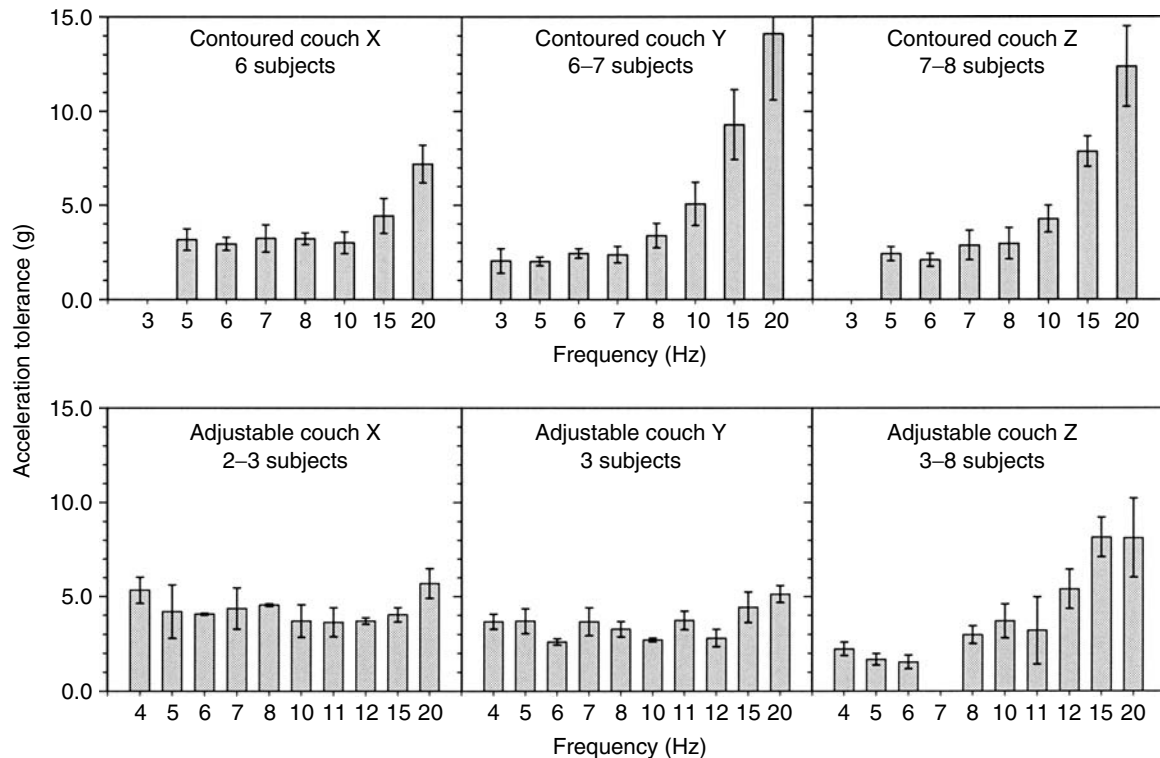 Acceleration tolerance (g)
15.0
10.0
5.0
0.0
Contoured couch X
6 subjects
Contoured couch Y
6–7 subjects
Contoured couch Z
7–8 subjects
3 5 6 7 8 10 15 20
3 5 6 7 8 10 15 20
3 5 6 7 8 10 15 20
Frequency (Hz)
15.0
10.0
5.0
0.0
Adjustable couch X
2–3 subjects
Adjustable couch Y
3 subjects
Adjustable couch Z
3–8 subjects
4 5 6 7 8 10 11 12 15 20
4 5 6 7 8 10 11 12 15 20
4 5 6 7 8 10 11 12 15 20
Frequency (Hz)